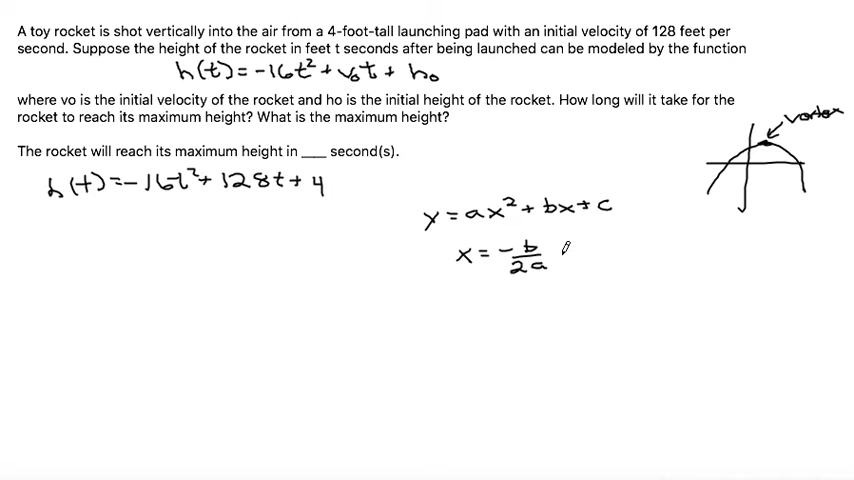 A toy rocket is shot vertically into the air from a 4-foot-tall launching pad with an initial velocity of 128 feet per
second. Suppose the height of the rocket in feet t seconds after being launched can be modeled by the function
h(t) = -16t² + v₀t + h₀
where vo is the initial velocity of the rocket and ho is the initial height of the rocket. How long will it take for the
rocket to reach its maximum height? What is the maximum height?
vertex
The rocket will reach its maximum height in ___ second(s).
h(t) = -16t² + 128t + 4
y = ax² + bx + c
x = -b/2a